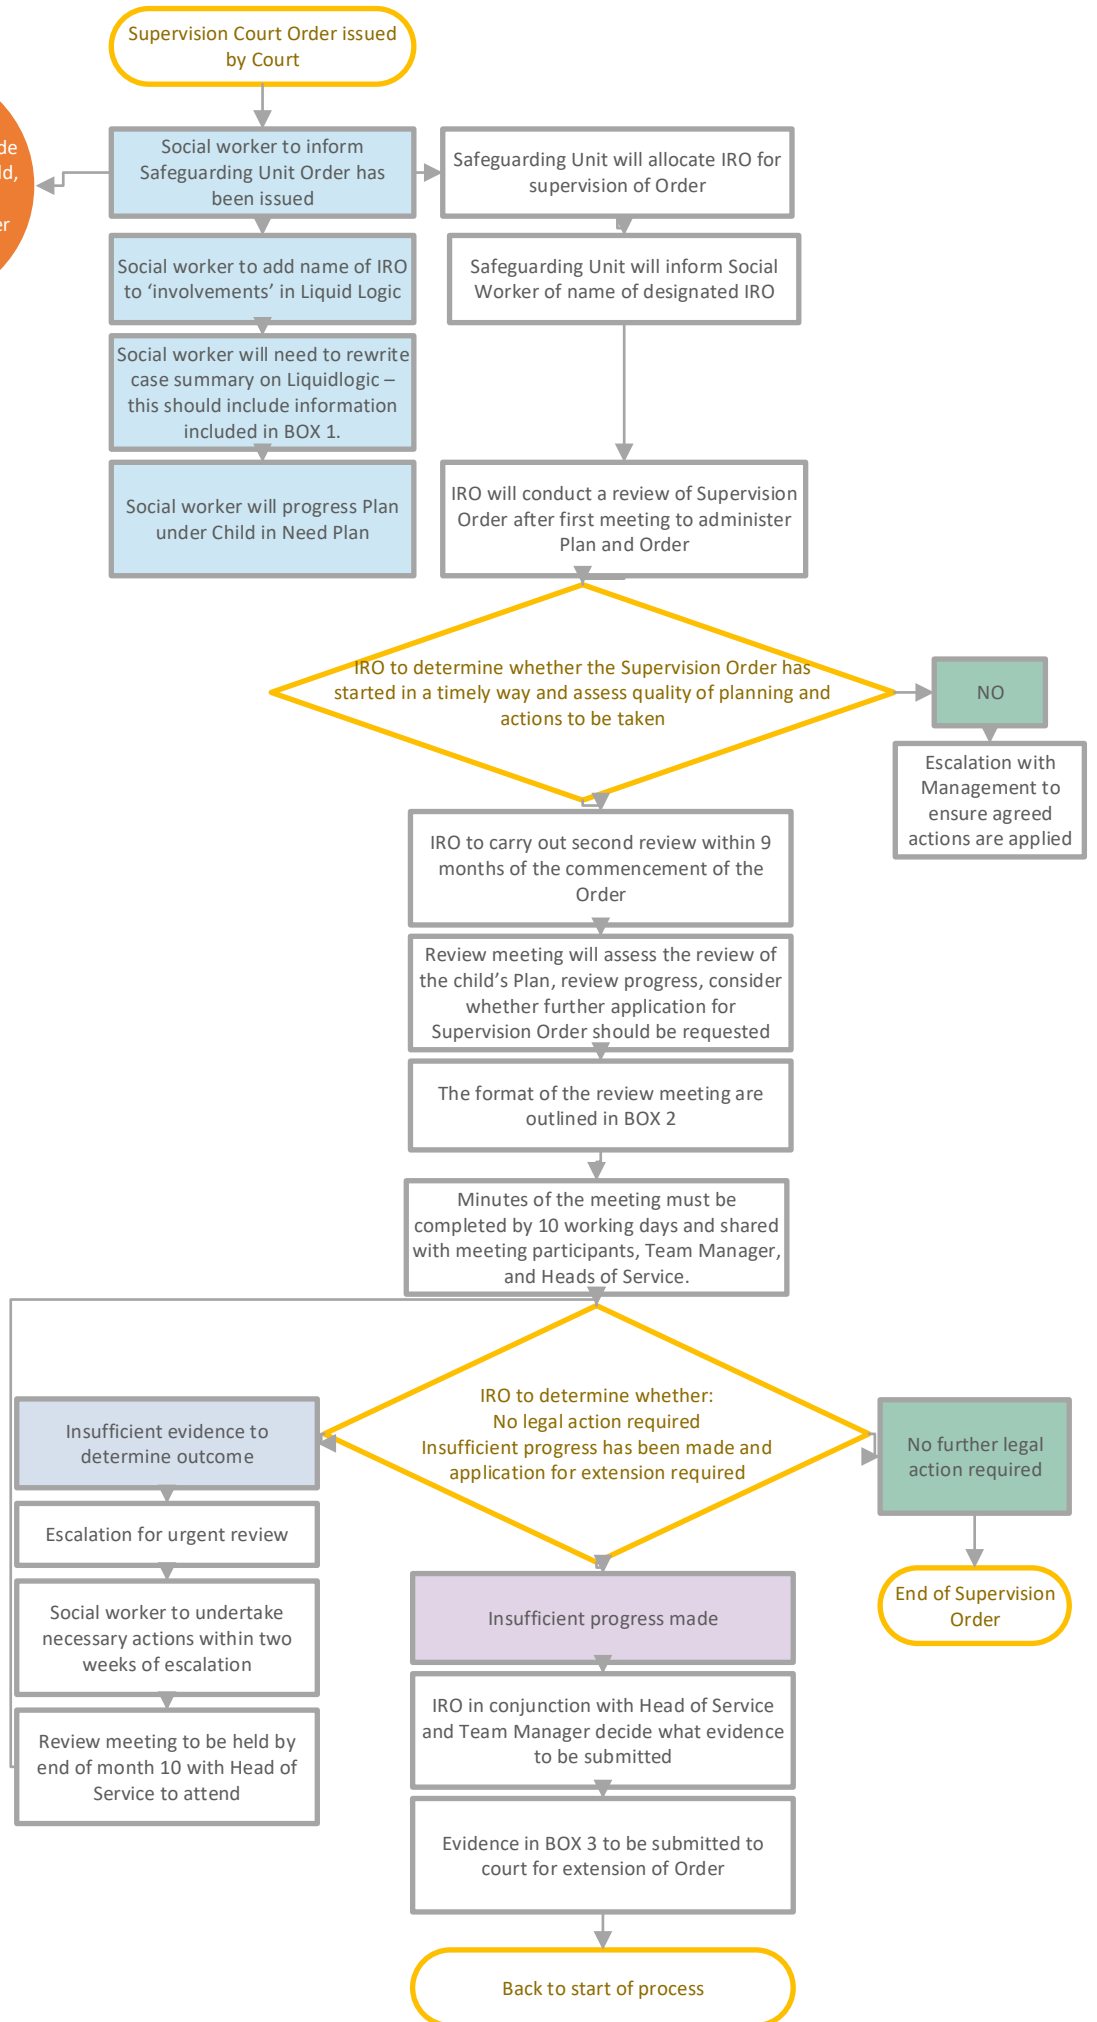 Supervision Court Order issued
by Court
Social worker to inform
Safeguarding Unit Order has
been issued
Safeguarding Unit will allocate IRO for
supervision of Order
Social worker to add name of IRO
to ‘involvements’ in Liquid Logic
Safeguarding Unit will inform Social
Worker of name of designated IRO
Social worker will need to rewrite
case summary on Liquidlogic –
this should include information
included in BOX 1.
Social worker will progress Plan
under Child in Need Plan
IRO will conduct a review of Supervision
Order after first meeting to administer
Plan and Order
IRO to determine whether the Supervision Order has
started in a timely way and assess quality of planning and
actions to be taken
NO
Escalation with
Management to
ensure agreed
actions are applied
IRO to carry out second review within 9
months of the commencement of the
Order
Review meeting will assess the review of
the child’s Plan, review progress, consider
whether further application for
Supervision Order should be requested
The format of the review meeting are
outlined in BOX 2
Minutes of the meeting must be
completed by 10 working days and shared
with meeting participants, Team Manager,
and Heads of Service.
IRO to determine whether:
No legal action required
Insufficient progress has been made and
application for extension required
Insufficient evidence to
determine outcome
Escalation for urgent review
Social worker to undertake
necessary actions within two
weeks of escalation
Review meeting to be held by
end of month 10 with Head of
Service to attend
No further legal
action required
End of Supervision
Order
Insufficient progress made
IRO in conjunction with Head of Service
and Team Manager decide what evidence
to be submitted
Evidence in BOX 3 to be submitted to
court for extension of Order
Back to start of process